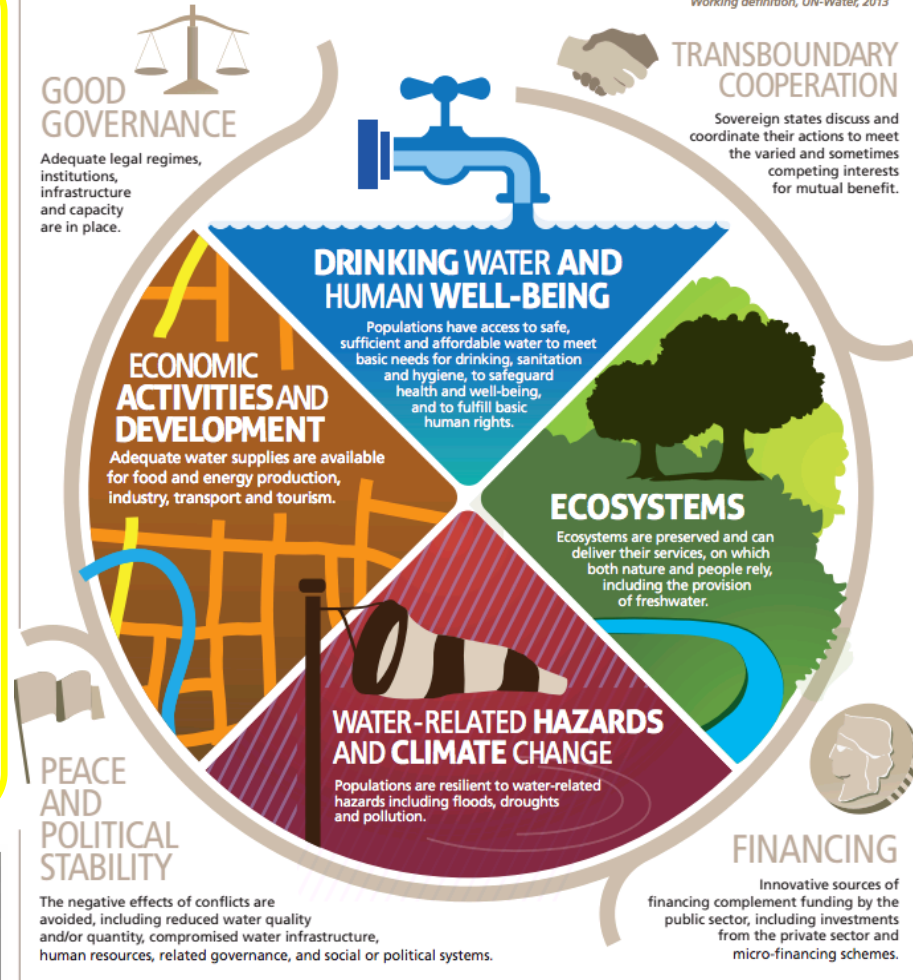 Working definition, UN-Water, 2013
GOOD
GOVERNANCE
Adequate legal regimes,
institutions,
infrastructure
and capacity
are in place.
TRANSBOUNDARY
COOPERATION
Sovereign states discuss and
coordinate their actions to meet
the varied and sometimes
competing interests
for mutual benefit.
DRINKING WATER AND
HUMAN WELL-BEING
Populations have access to safe,
sufficient and affordable water to meet
basic needs for drinking, sanitation
and hygiene, to safeguard
health and well-being,
and to fulfill basic
human rights.
ECONOMIC
ACTIVITIES AND
DEVELOPMENT
Adequate water supplies are available
for food and energy production,
industry, transport and tourism.
ECOSYSTEMS
Ecosystems are preserved and can
deliver their services, on which
both nature and people rely,
including the provision
of freshwater.
WATER-RELATED HAZARDS
AND CLIMATE CHANGE
Populations are resilient to water-related
hazards including floods, droughts
and pollution.
PEACE
AND
POLITICAL
STABILITY
The negative effects of conflicts are
avoided, including reduced water quality
and/or quantity, compromised water infrastructure,
human resources, related governance, and social or political systems.
FINANCING
Innovative sources of
financing complement funding by the
public sector, including investments
from the private sector and
micro-financing schemes.